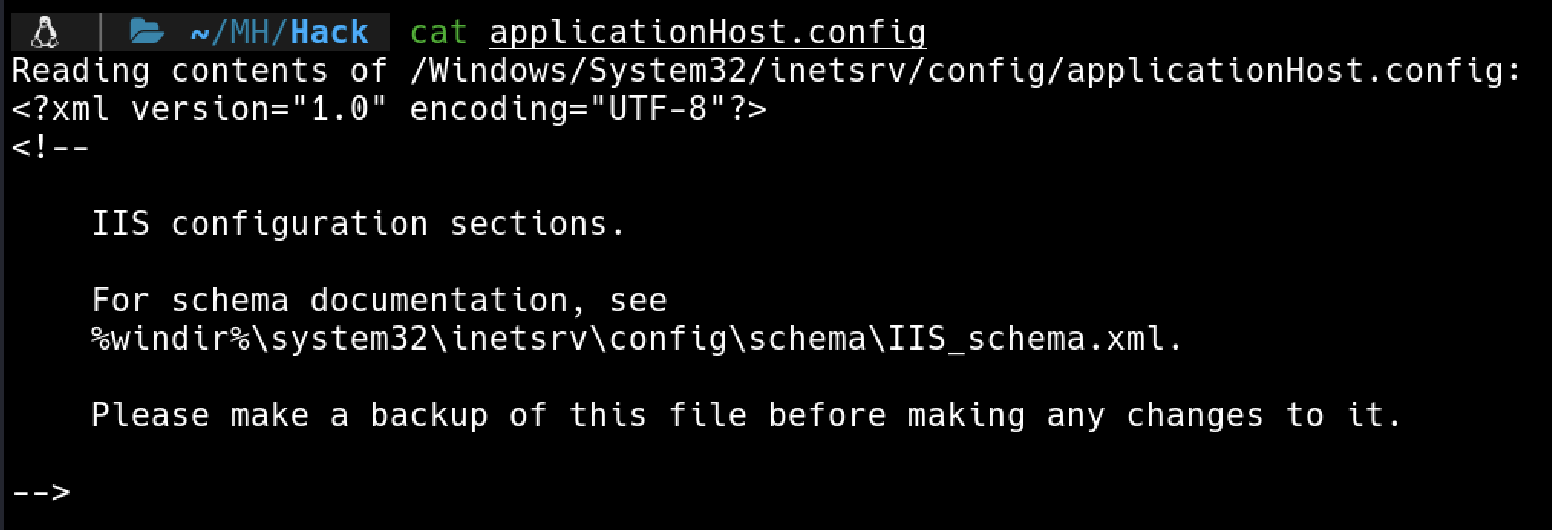 ~/MH/Hack cat applicationHost.config
Reading contents of /Windows/System32/inetsrv/config/applicationHost.config:
<?xml version="1.0" encoding="UTF-8"?>
<!--
IIS configuration sections.
For schema documentation, see
%windir%\system32\inetsrv\config\schema\IIS_schema.xml.
Please make a backup of this file before making any changes to it.
-->